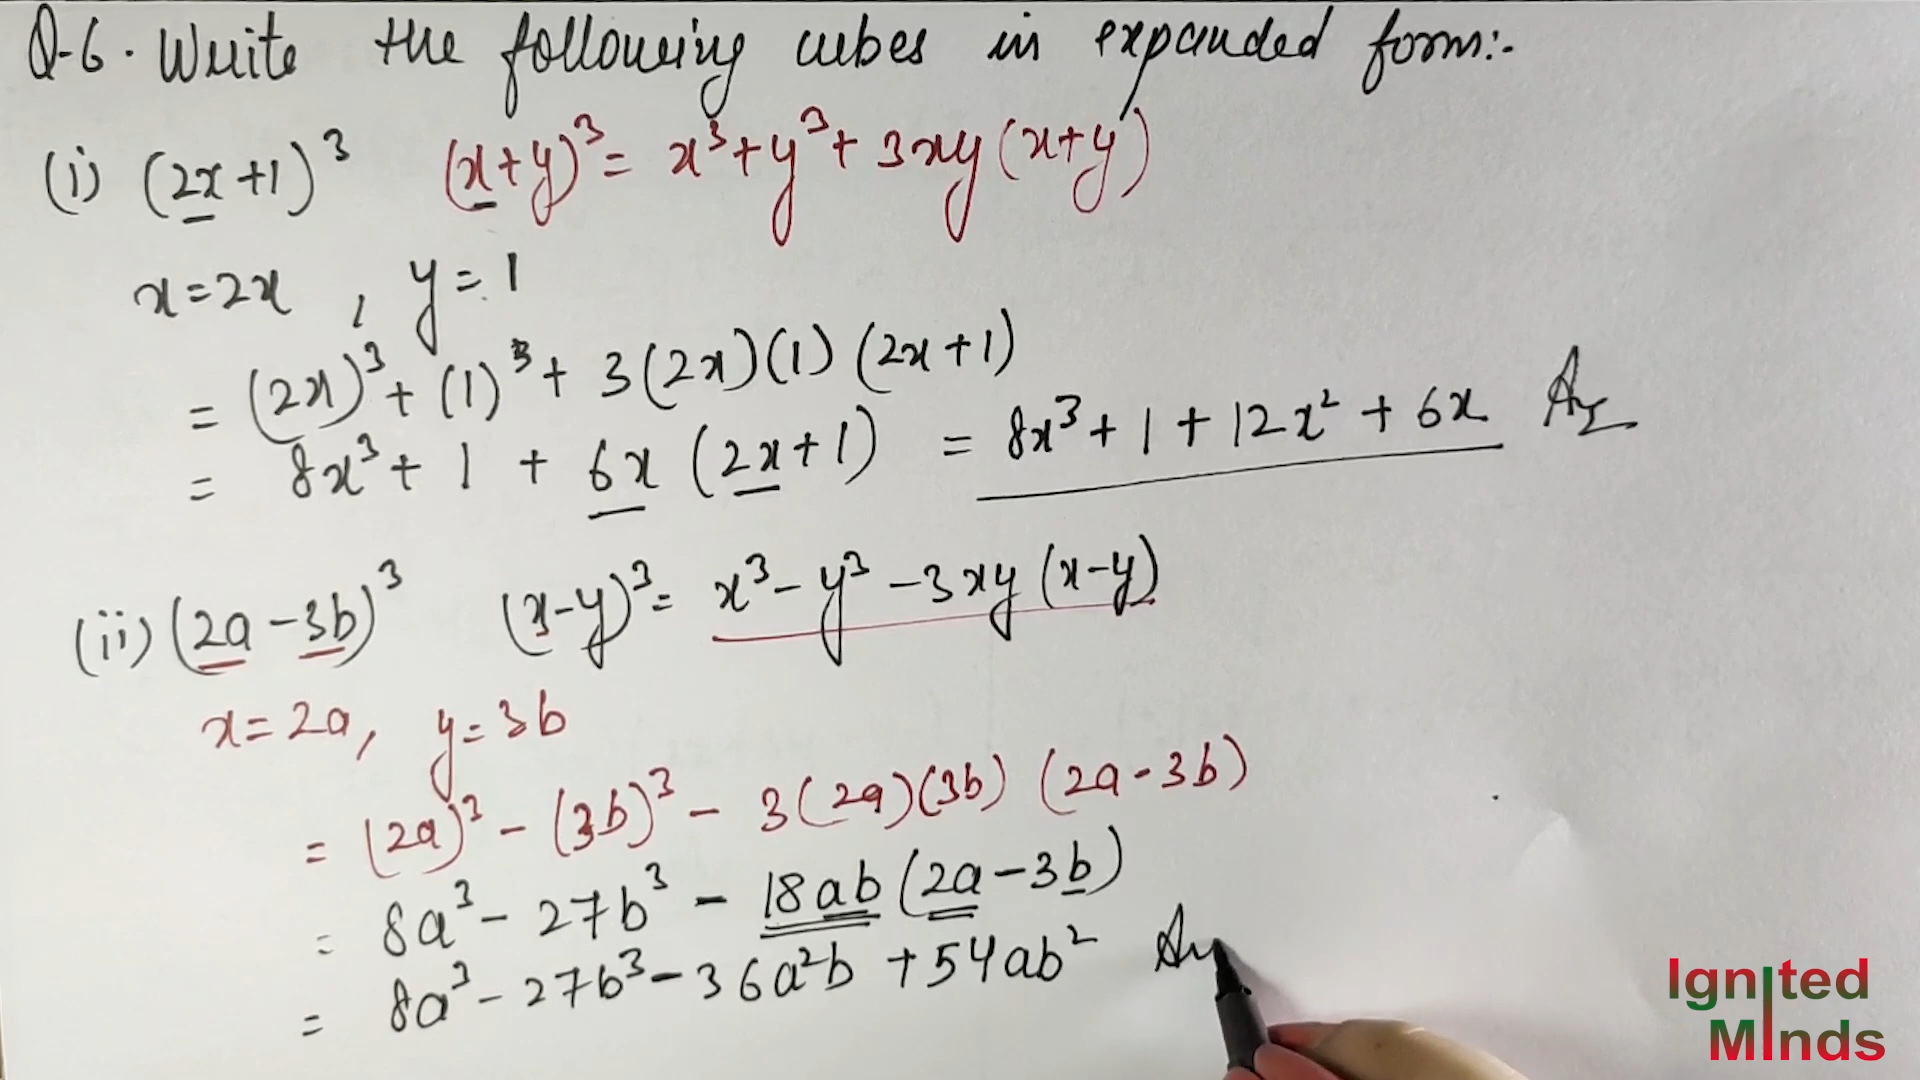 Q-6. Write the following cubes in expanded form:-
(i) (2x+1)³ (x+y)³ = x³+y³+3xy(x+y)
x=2x , y=1
= (2x)³+(1)³+3(2x)(1)(2x+1)
= 8x³+1+6x(2x+1) = 8x³+1+12x²+6x
(ii) (2a-3b)³ (x-y)³= x³-y³-3xy(x-y)
x=2a, y=3b
= (2a)³-(3b)³-3(2a)(3b)(2a-3b)
= 8a³-27b³-18ab(2a-3b)
= 8a³-27b³-36a²b+54ab²
Ignited
Minds